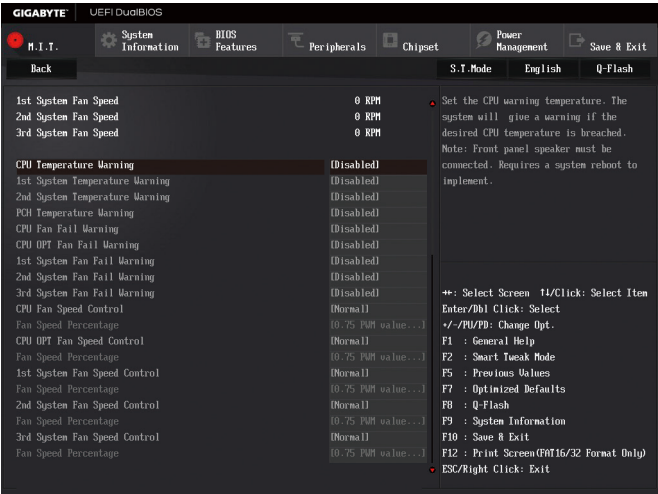 GIGABYTE™ UEFI DualBIOS
M.I.T.
System Information
BIOS Features
Peripherals
Chipset
Power Management
Save & Exit
Back
S.T.Mode English Q-Flash
1st System Fan Speed 0 RPM
2nd System Fan Speed 0 RPM
3rd System Fan Speed 0 RPM
CPU Temperature Warning [Disabled]
1st System Temperature Warning [Disabled]
2nd System Temperature Warning [Disabled]
PCH Temperature Warning [Disabled]
CPU Fan Fail Warning [Disabled]
CPU OPT Fan Fail Warning [Disabled]
1st System Fan Fail Warning [Disabled]
2nd System Fan Fail Warning [Disabled]
3rd System Fan Fail Warning [Disabled]
CPU Fan Speed Control [Normal]
Fan Speed Percentage [0.75 PWM value...]
CPU OPT Fan Speed Control [Normal]
Fan Speed Percentage [0.75 PWM value...]
1st System Fan Speed Control [Normal]
Fan Speed Percentage [0.75 PWM value...]
2nd System Fan Speed Control [Normal]
Fan Speed Percentage [0.75 PWM value...]
3rd System Fan Speed Control [Normal]
Fan Speed Percentage [0.75 PWM value...]
Set the CPU warning temperature. The
system will give a warning if the
desired CPU temperature is breached.
Note: Front panel speaker must be
connected. Requires a system reboot to
implement.
→←: Select Screen ↑↓/Click: Select Item
Enter/Dbl Click: Select
+/-/PU/PD: Change Opt.
F1 : General Help
F2 : Smart Tweak Mode
F5 : Previous Values
F7 : Optimized Defaults
F8 : Q-Flash
F9 : System Information
F10 : Save & Exit
F12 : Print Screen(FAT16/32 Format Only)
ESC/Right Click: Exit